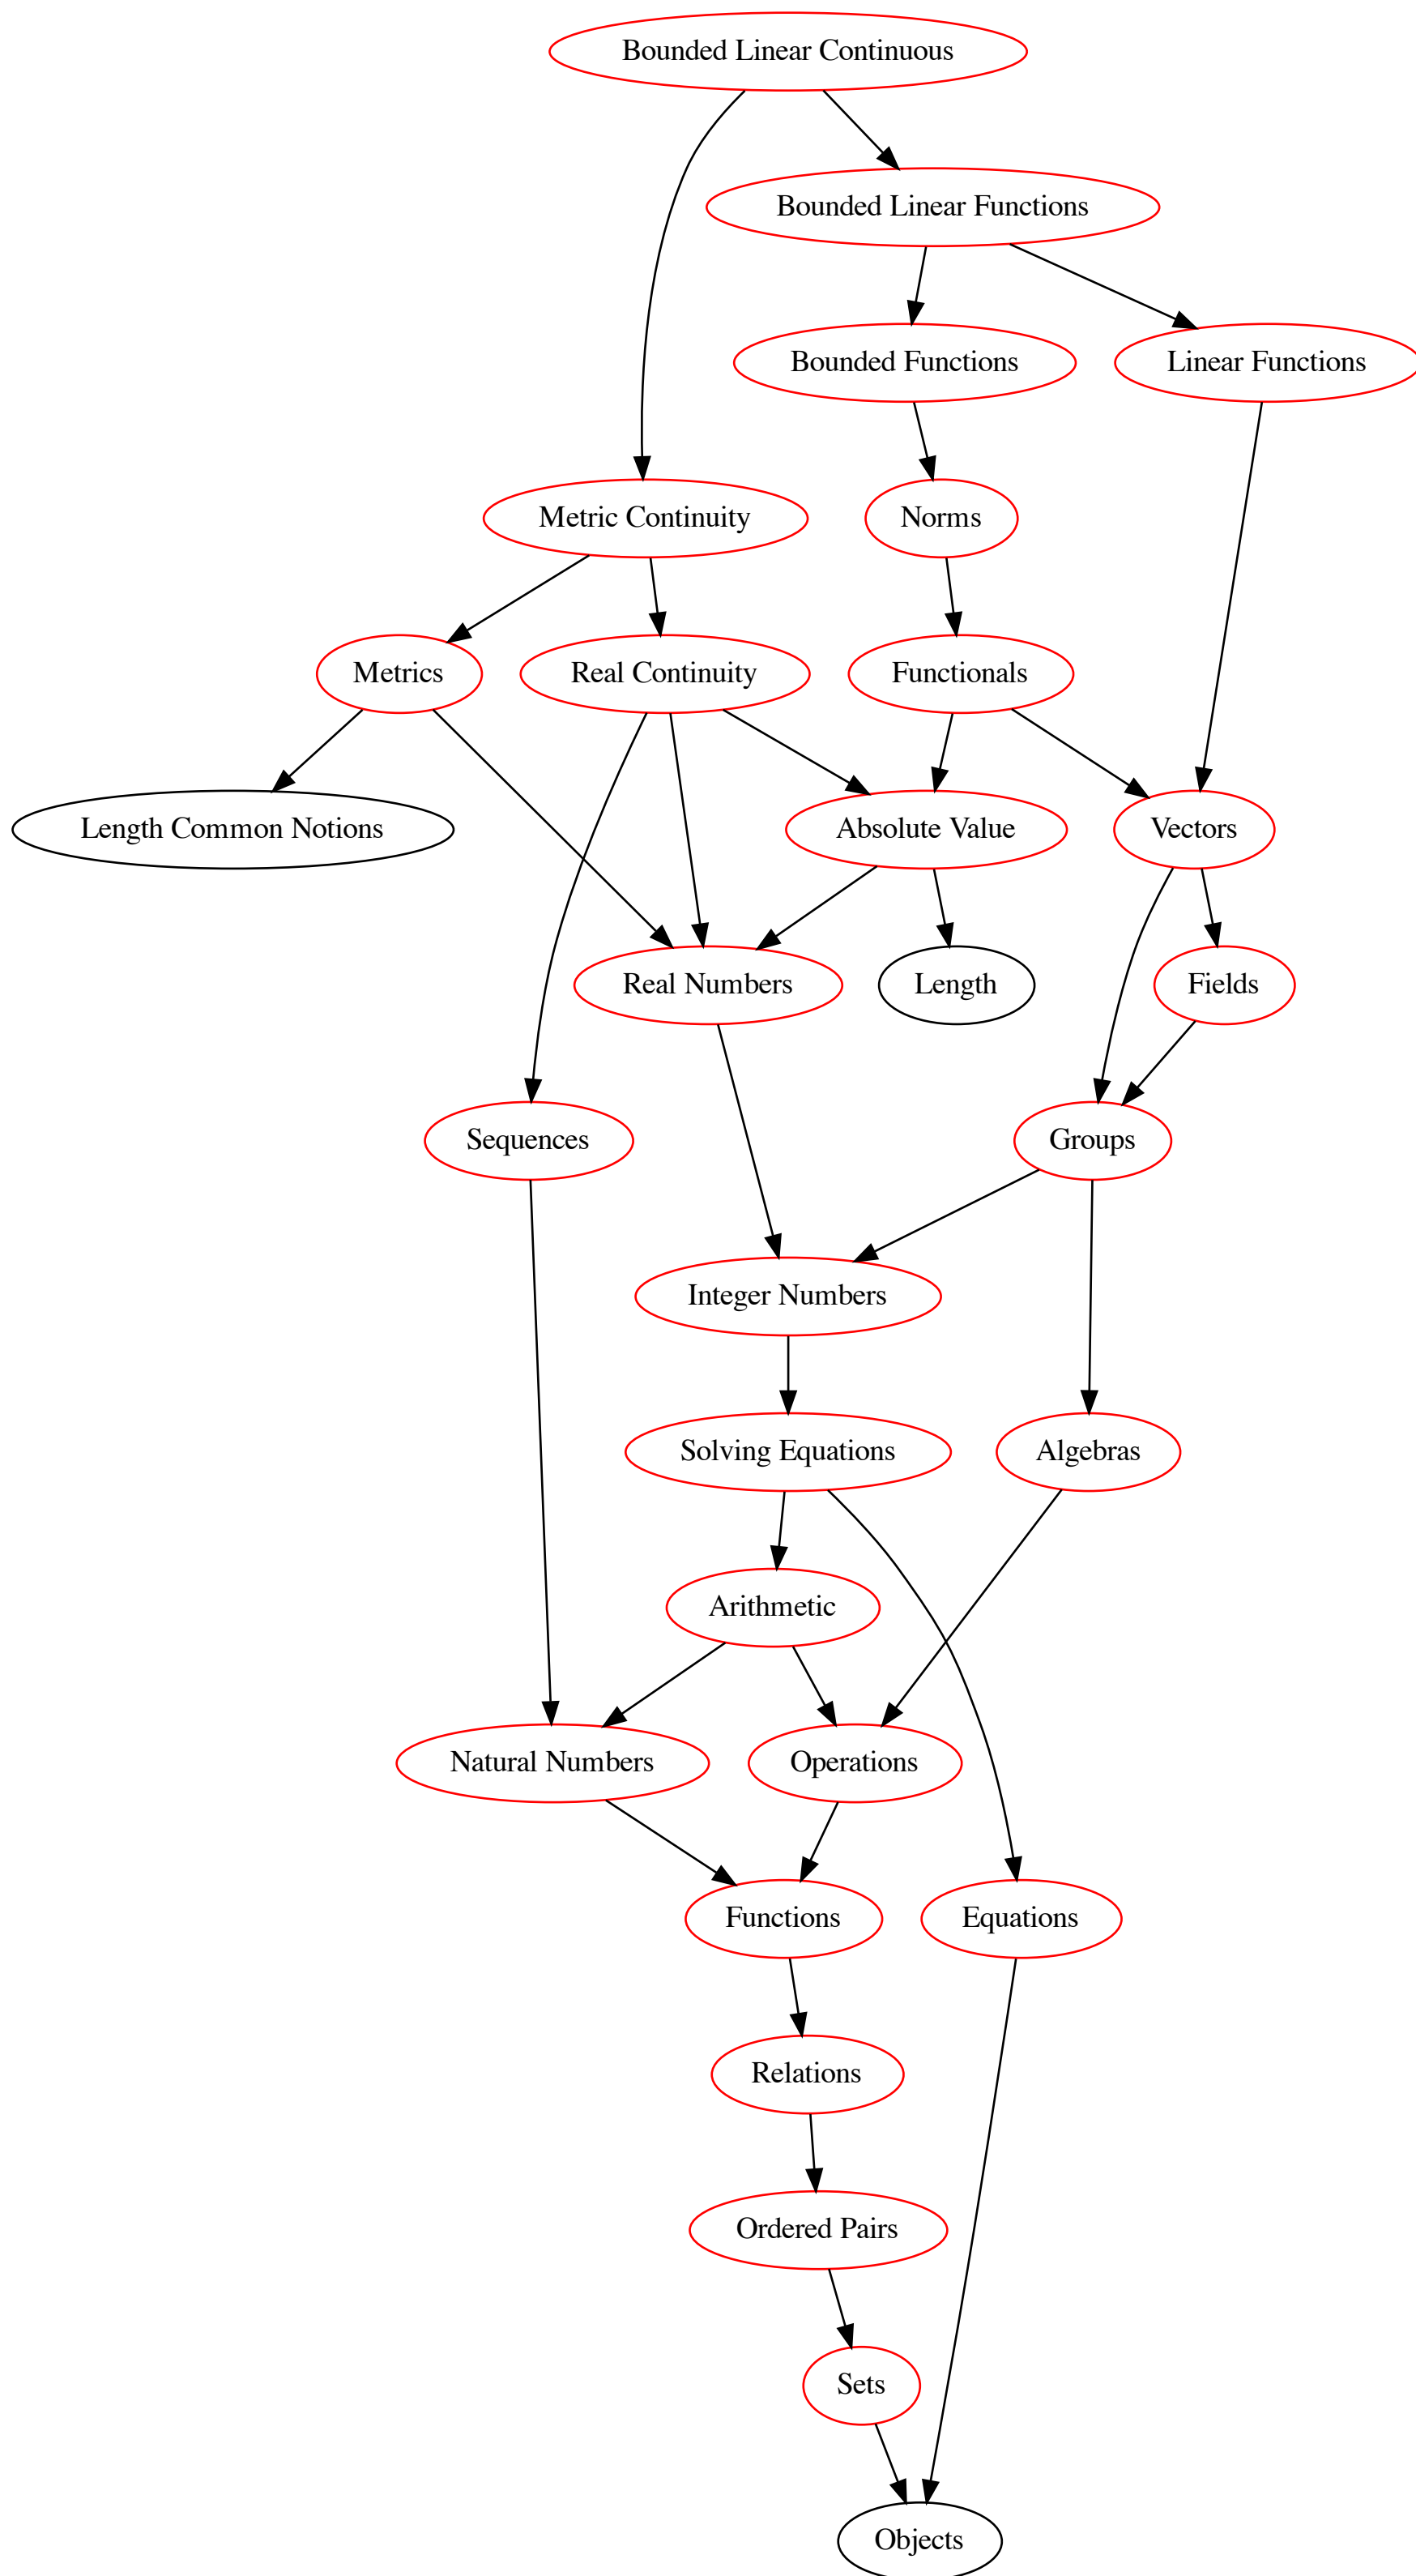 Bounded Linear Continuous
Bounded Linear Functions
Bounded Functions
Linear Functions
Metric Continuity
Norms
Metrics
Real Continuity
Functionals
Length Common Notions
Absolute Value
Vectors
Real Numbers
Length
Fields
Sequences
Groups
Integer Numbers
Solving Equations
Algebras
Arithmetic
Natural Numbers
Operations
Functions
Equations
Relations
Ordered Pairs
Sets
Objects